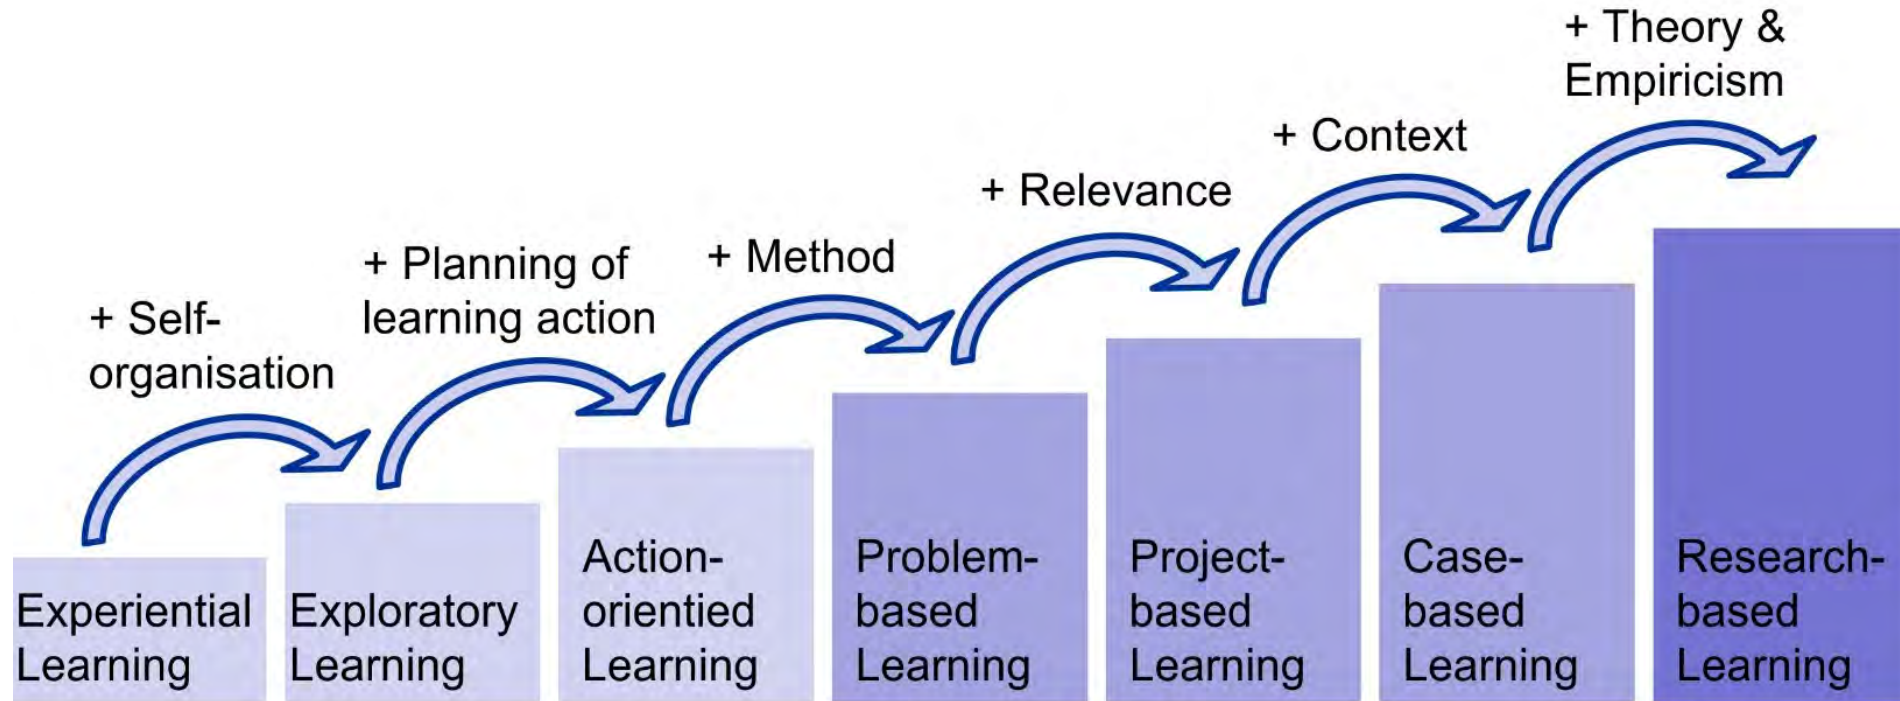 + Self-
organisation
+ Planning of
learning action
+ Method
+ Relevance
+ Context
+ Theory &
Empiricism
Experiential
Learning
Exploratory
Learning
Action-
orientied
Learning
Problem-
based
Learning
Project-
based
Learning
Case-
based
Learning
Research-
based
Learning